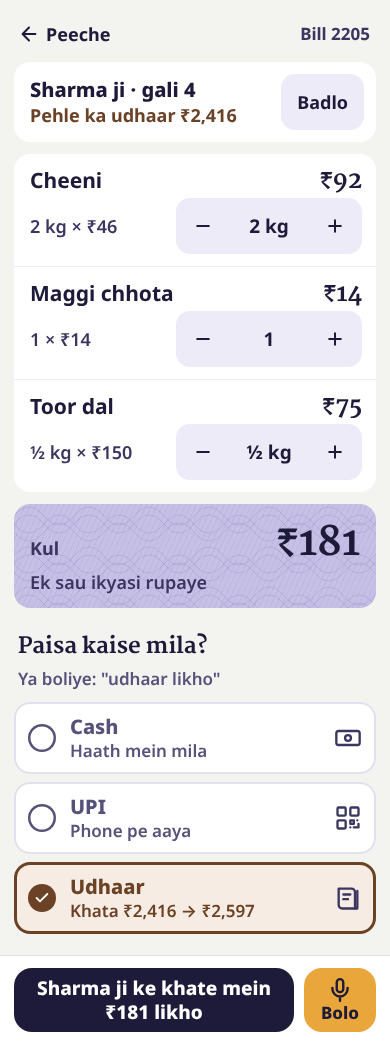 ← Peeche
Bill 2205
Sharma ji · gali 4
Pehle ka udhaar ₹2,416
Badlo
Cheeni
₹92
2 kg × ₹46
− 2 kg +
Maggi chhota
₹14
1 × ₹14
− 1 +
Toor dal
₹75
½ kg × ₹150
− ½ kg +
Kul
₹181
Ek sau ikyasi rupaye
Paisa kaise mila?
Ya boliye: "udhaar likho"
Cash
Haath mein mila
UPI
Phone pe aaya
Udhaar
Khata ₹2,416 → ₹2,597
Sharma ji ke khate mein
₹181 likho
Bolo